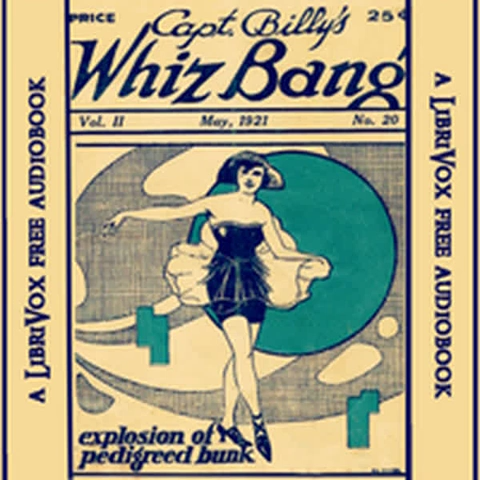 PRICE 25¢
Capt. Billy's
Whiz Bang
Vol. II May, 1921 No. 20
explosion of
pedigreed bunk
A LIBRIVOX FREE AUDIOBOOK
A LIBRIVOX FREE AUDIOBOOK